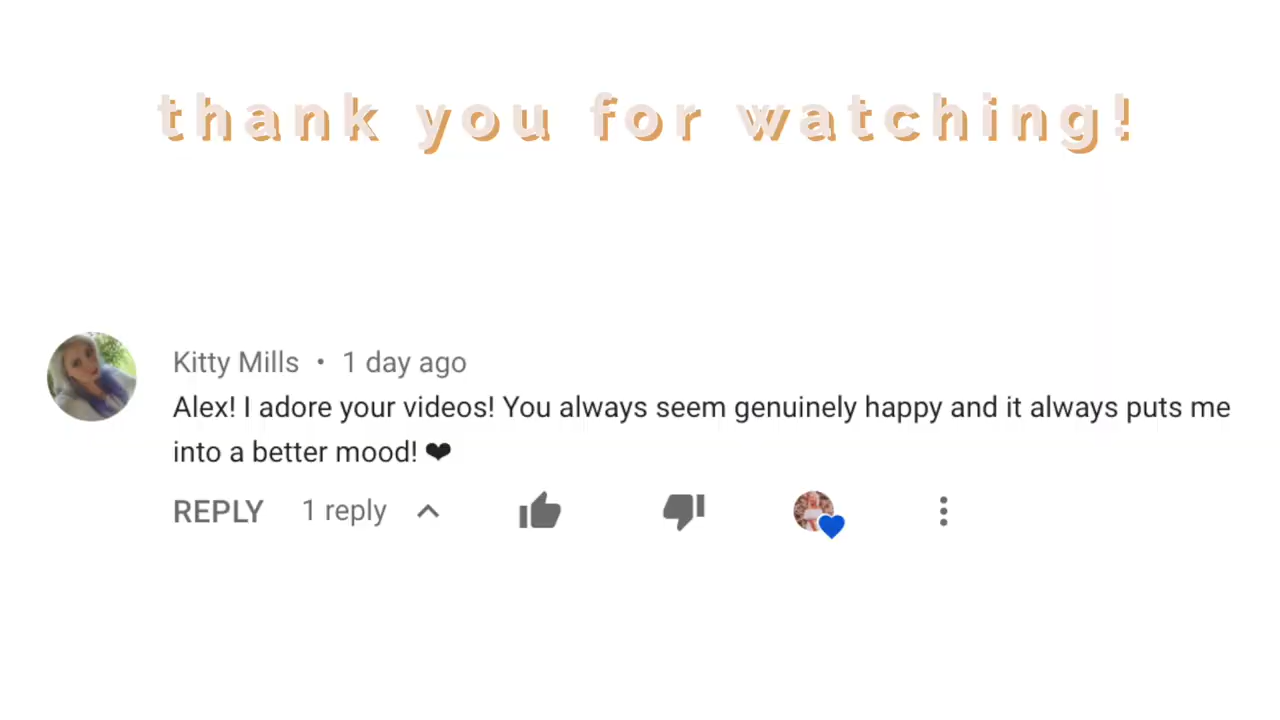 thank you for watching!
Kitty Mills • 1 day ago
Alex! I adore your videos! You always seem genuinely happy and it always puts me
into a better mood! ❤
REPLY 1 reply